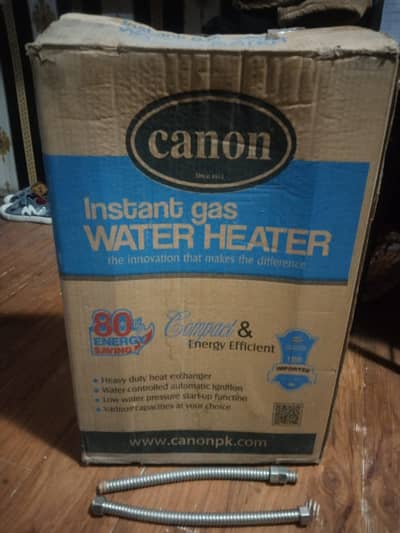 canon
Instant gas
WATER HEATER
the innovation that makes the difference
80%
ENERGY
SAVING
Compact &
Energy Efficient
IMPORTED
• Heavy duty heat exchanger
• Water controlled automatic ignition
• Low water pressure start-up function
• Various capacities at your choice
www.canonpk.com